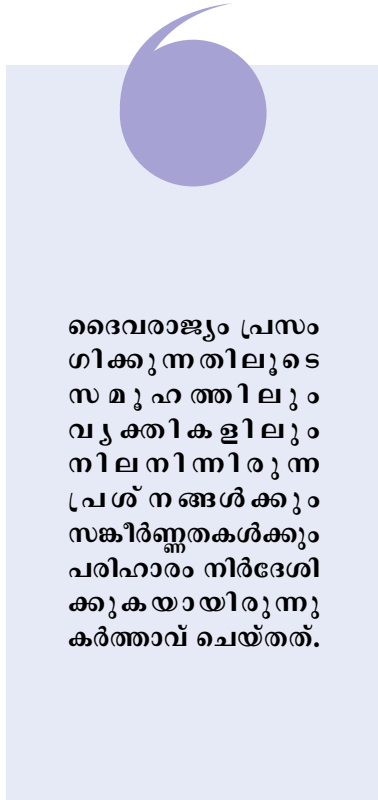 ദൈവരാജ്യം പ്രസം
ഗിക്കുന്നതിലൂടെ
സമൂഹത്തിലും
വ്യക്തികളിലും
നിലനിന്നിരുന്ന
പ്രശ്നങ്ങൾക്കും
സങ്കീർണ്ണതകൾക്കും
പരിഹാരം നിർദേശി
ക്കുകയായിരുന്നു
കർത്താവ് ചെയ്തത്.